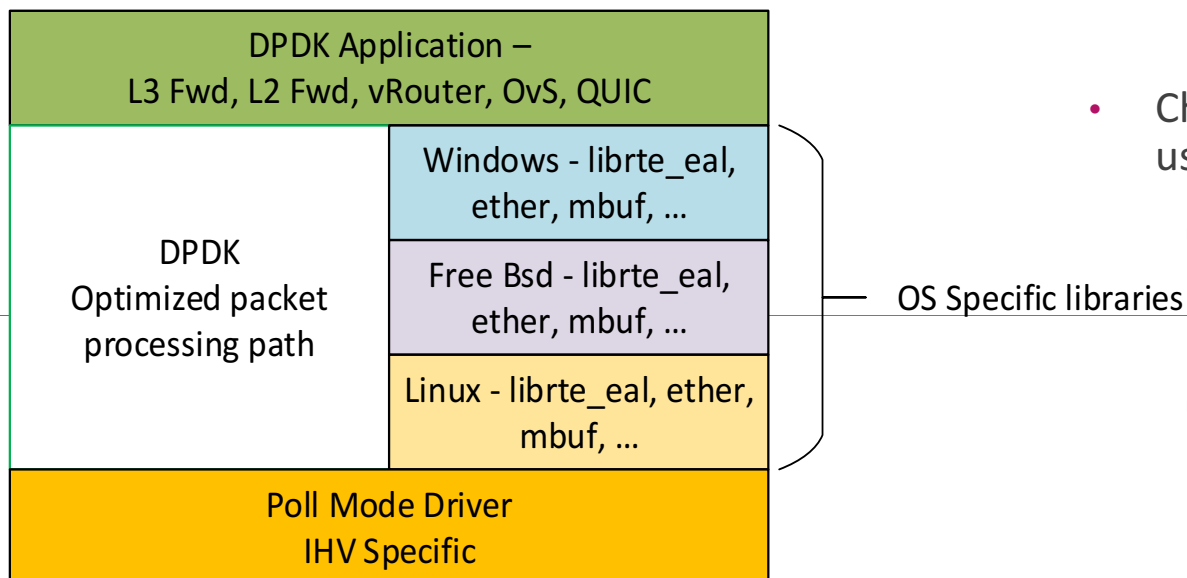 DPDK Application –
L3 Fwd, L2 Fwd, vRouter, OvS, QUIC
DPDK
Optimized packet
processing path
Windows - librte_eal,
ether, mbuf, ...
Free Bsd - librte_eal,
ether, mbuf, ...
Linux - librte_eal, ether,
mbuf, ...
OS Specific libraries
Poll Mode Driver
IHV Specific